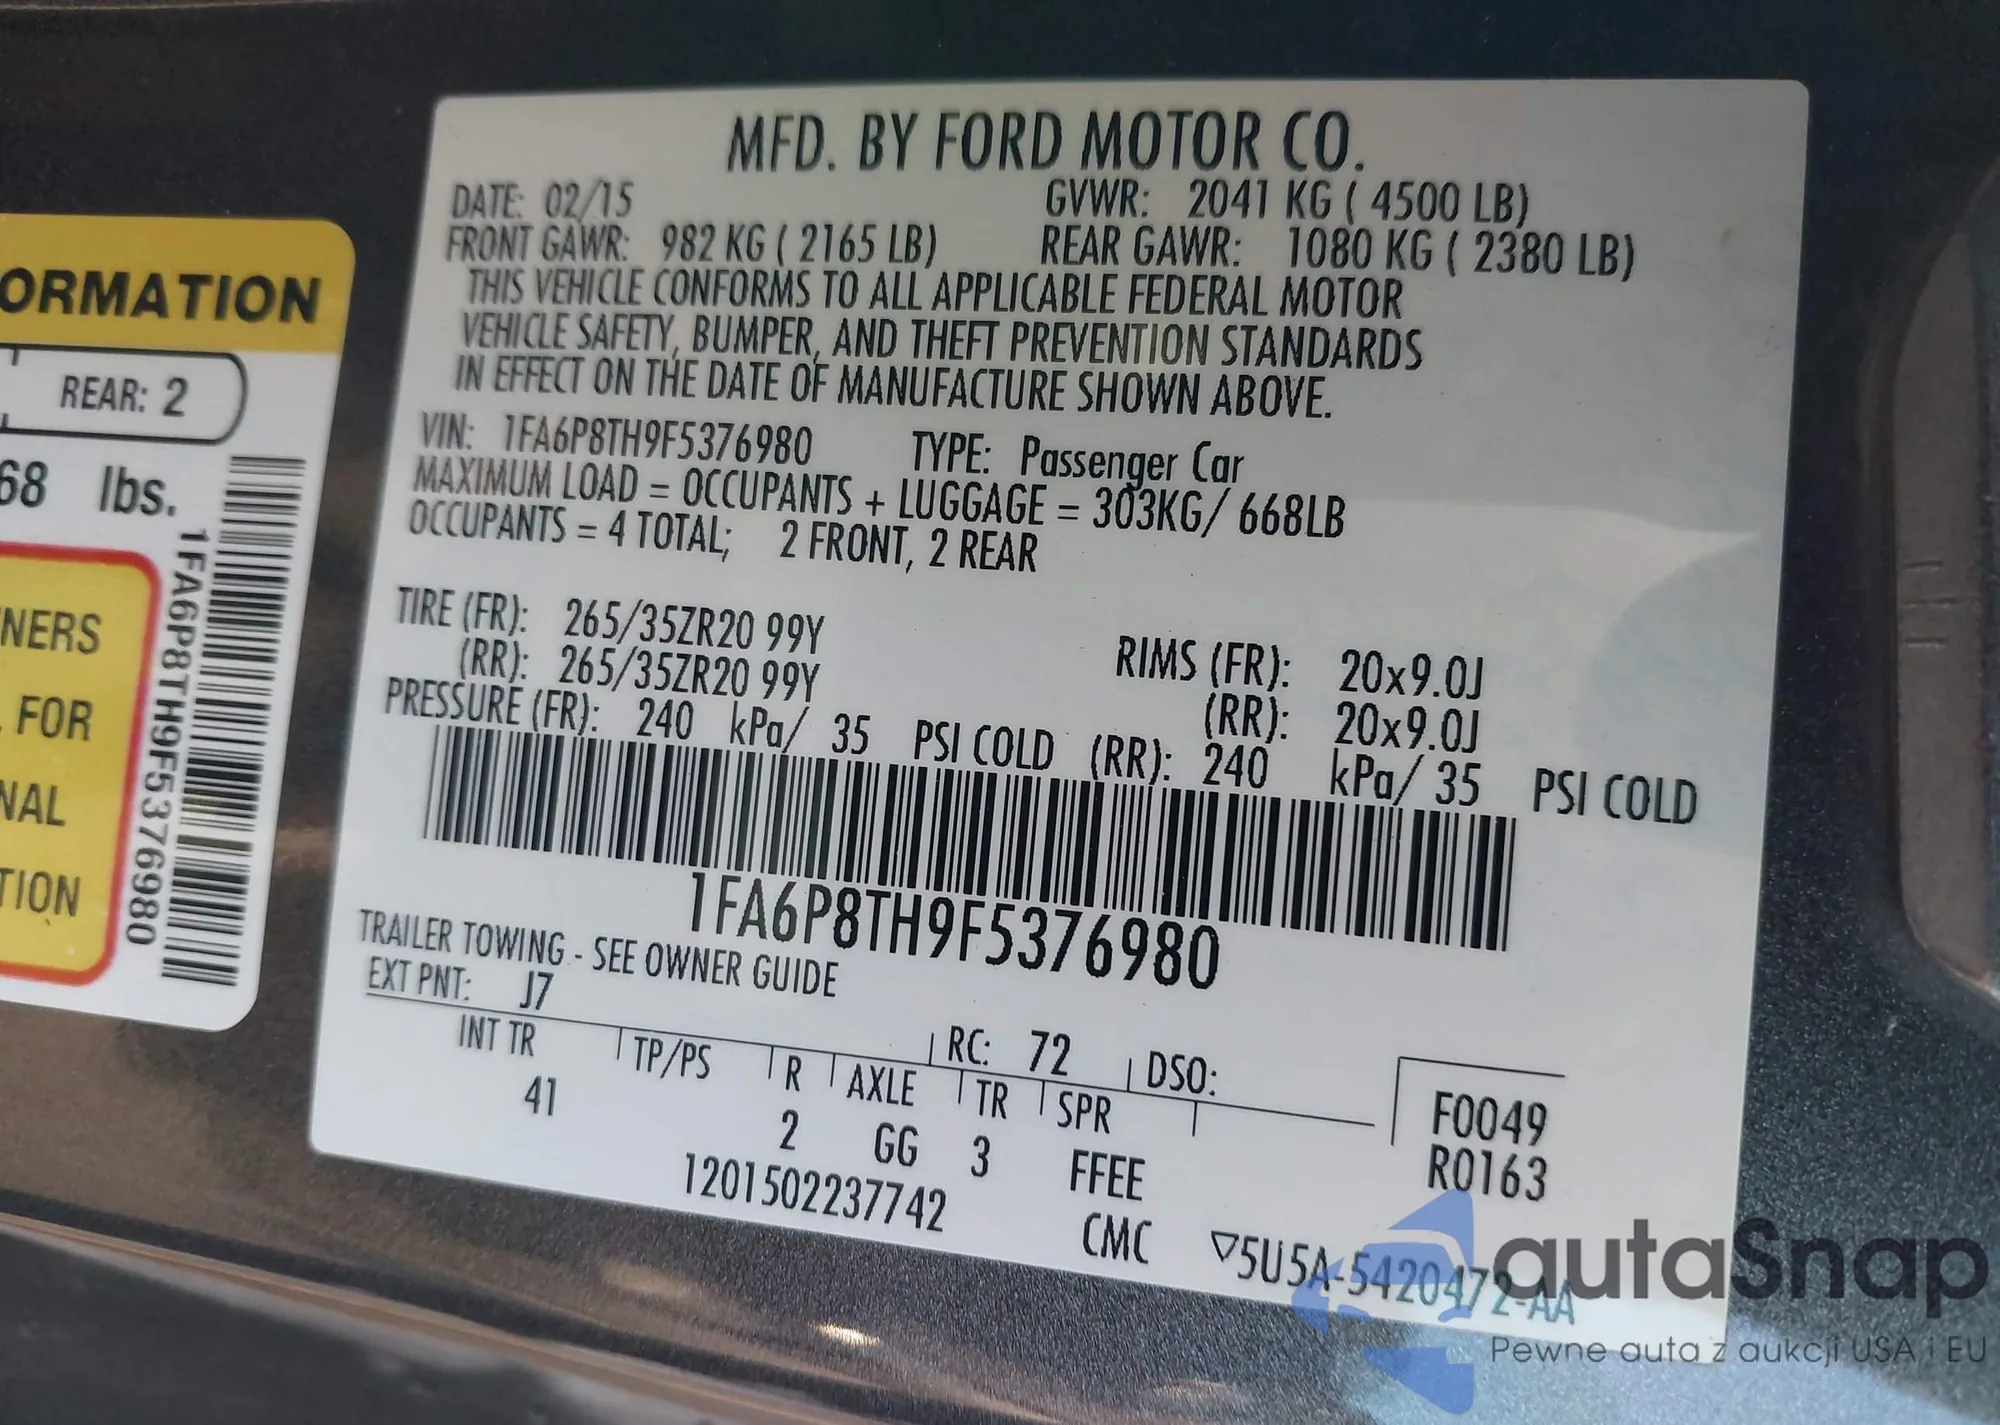 ORMATION
REAR: 2
68 lbs.
NERS
FOR
NAL
TION
1FA6P8TH9F5376980
MFD. BY FORD MOTOR CO.
DATE: 02/15 GVWR: 2041 KG ( 4500 LB)
FRONT GAWR: 982 KG ( 2165 LB) REAR GAWR: 1080 KG ( 2380 LB)
THIS VEHICLE CONFORMS TO ALL APPLICABLE FEDERAL MOTOR
VEHICLE SAFETY, BUMPER, AND THEFT PREVENTION STANDARDS
IN EFFECT ON THE DATE OF MANUFACTURE SHOWN ABOVE.
VIN: 1FA6P8TH9F5376980 TYPE: Passenger Car
MAXIMUM LOAD = OCCUPANTS + LUGGAGE = 303KG/ 668LB
OCCUPANTS = 4 TOTAL; 2 FRONT, 2 REAR
TIRE (FR): 265/35ZR20 99Y RIMS (FR): 20x9.0J
(RR): 265/35ZR20 99Y (RR): 20x9.0J
PRESSURE (FR): 240 kPa/ 35 PSI COLD (RR): 240 kPa/ 35 PSI COLD
1FA6P8TH9F5376980
TRAILER TOWING - SEE OWNER GUIDE
EXT PNT: J7 RC: 72 DSO:
INT TR TP/PS R AXLE TR SPR
41 2 GG 3 FFEE
F0049
R0163
1201502237742 CMC ▽5U5A-5420472-AA
autaSnap
Pewne auta z aukcji USA i EU